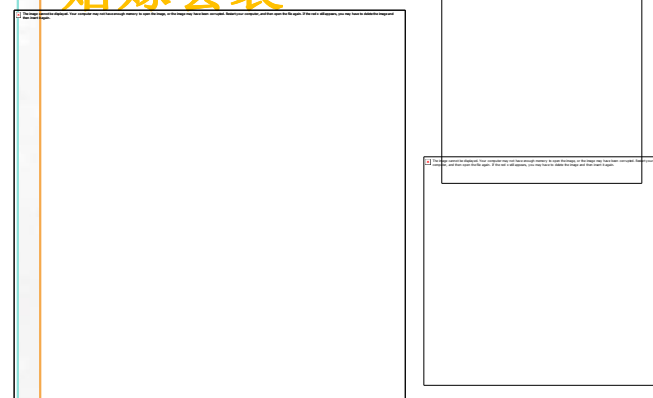 The image cannot be displayed. Your computer may not have enough memory to open the image, or the image may have been corrupted. Restart your computer, and then open the file again. If the red x still appears, you may have to delete the image and
then insert it again.
The image cannot be displayed. Your computer may not have enough memory to open the image, or the image may have been corrupted. Restart your
computer, and then open the file again. If the red x still appears, you may have to delete the image and then insert it again.